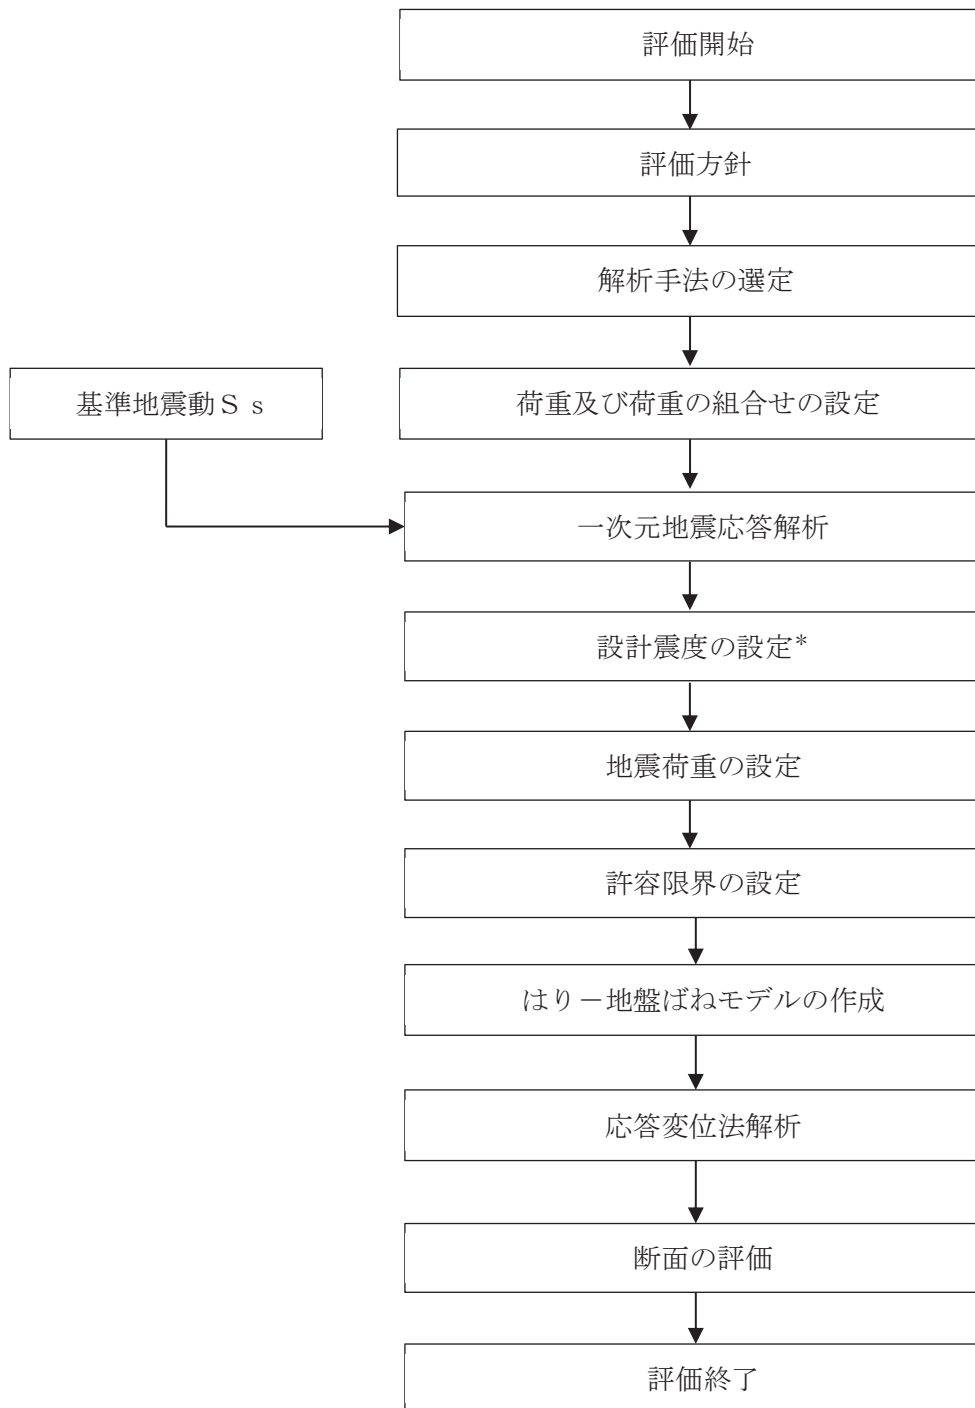 評価開始
評価方針
解析手法の選定
基準地震動Ｓｓ
荷重及び荷重の組合せの設定
一次元地震応答解析
設計震度の設定*
地震荷重の設定
許容限界の設定
はり－地盤ばねモデルの作成
応答変位法解析
断面の評価
評価終了